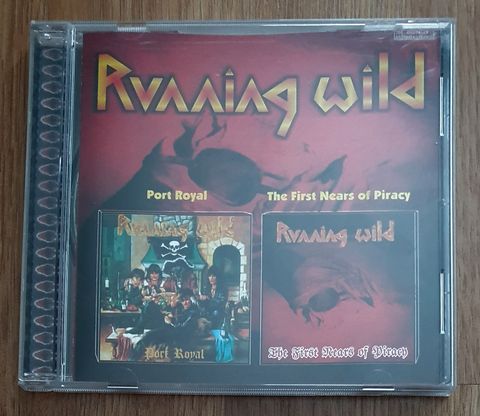 Running wild
Port Royal
The First Nears of Piracy
Running wild
Port Royal
Running wild
The First Nears of Piracy